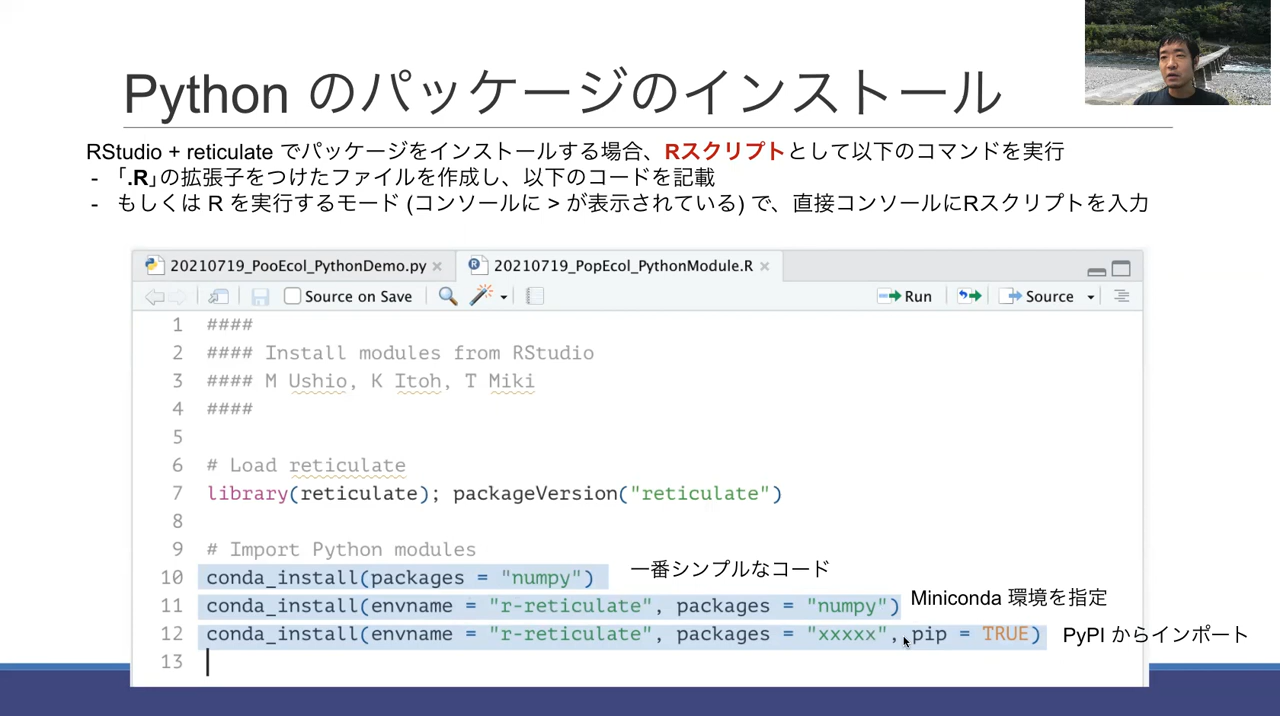 Python のパッケージのインストール
RStudio + reticulate でパッケージをインストールする場合、Rスクリプトとして以下のコマンドを実行
- 「.R」の拡張子をつけたファイルを作成し、以下のコードを記載
- もしくは R を実行するモード (コンソールに > が表示されている) で、直接コンソールにRスクリプトを入力
20210719_PooEcol_PythonDemo.py × 20210719_PopEcol_PythonModule.R ×
Source on Save Run Source
1 ####
2 #### Install modules from RStudio
3 #### M Ushio, K Itoh, T Miki
4 ####
5
6 # Load reticulate
7 library(reticulate); packageVersion("reticulate")
8
9 # Import Python modules
10 conda_install(packages = "numpy") 一番シンプルなコード
11 conda_install(envname = "r-reticulate", packages = "numpy") Miniconda 環境を指定
12 conda_install(envname = "r-reticulate", packages = "xxxxx", pip = TRUE) PyPI からインポート
13